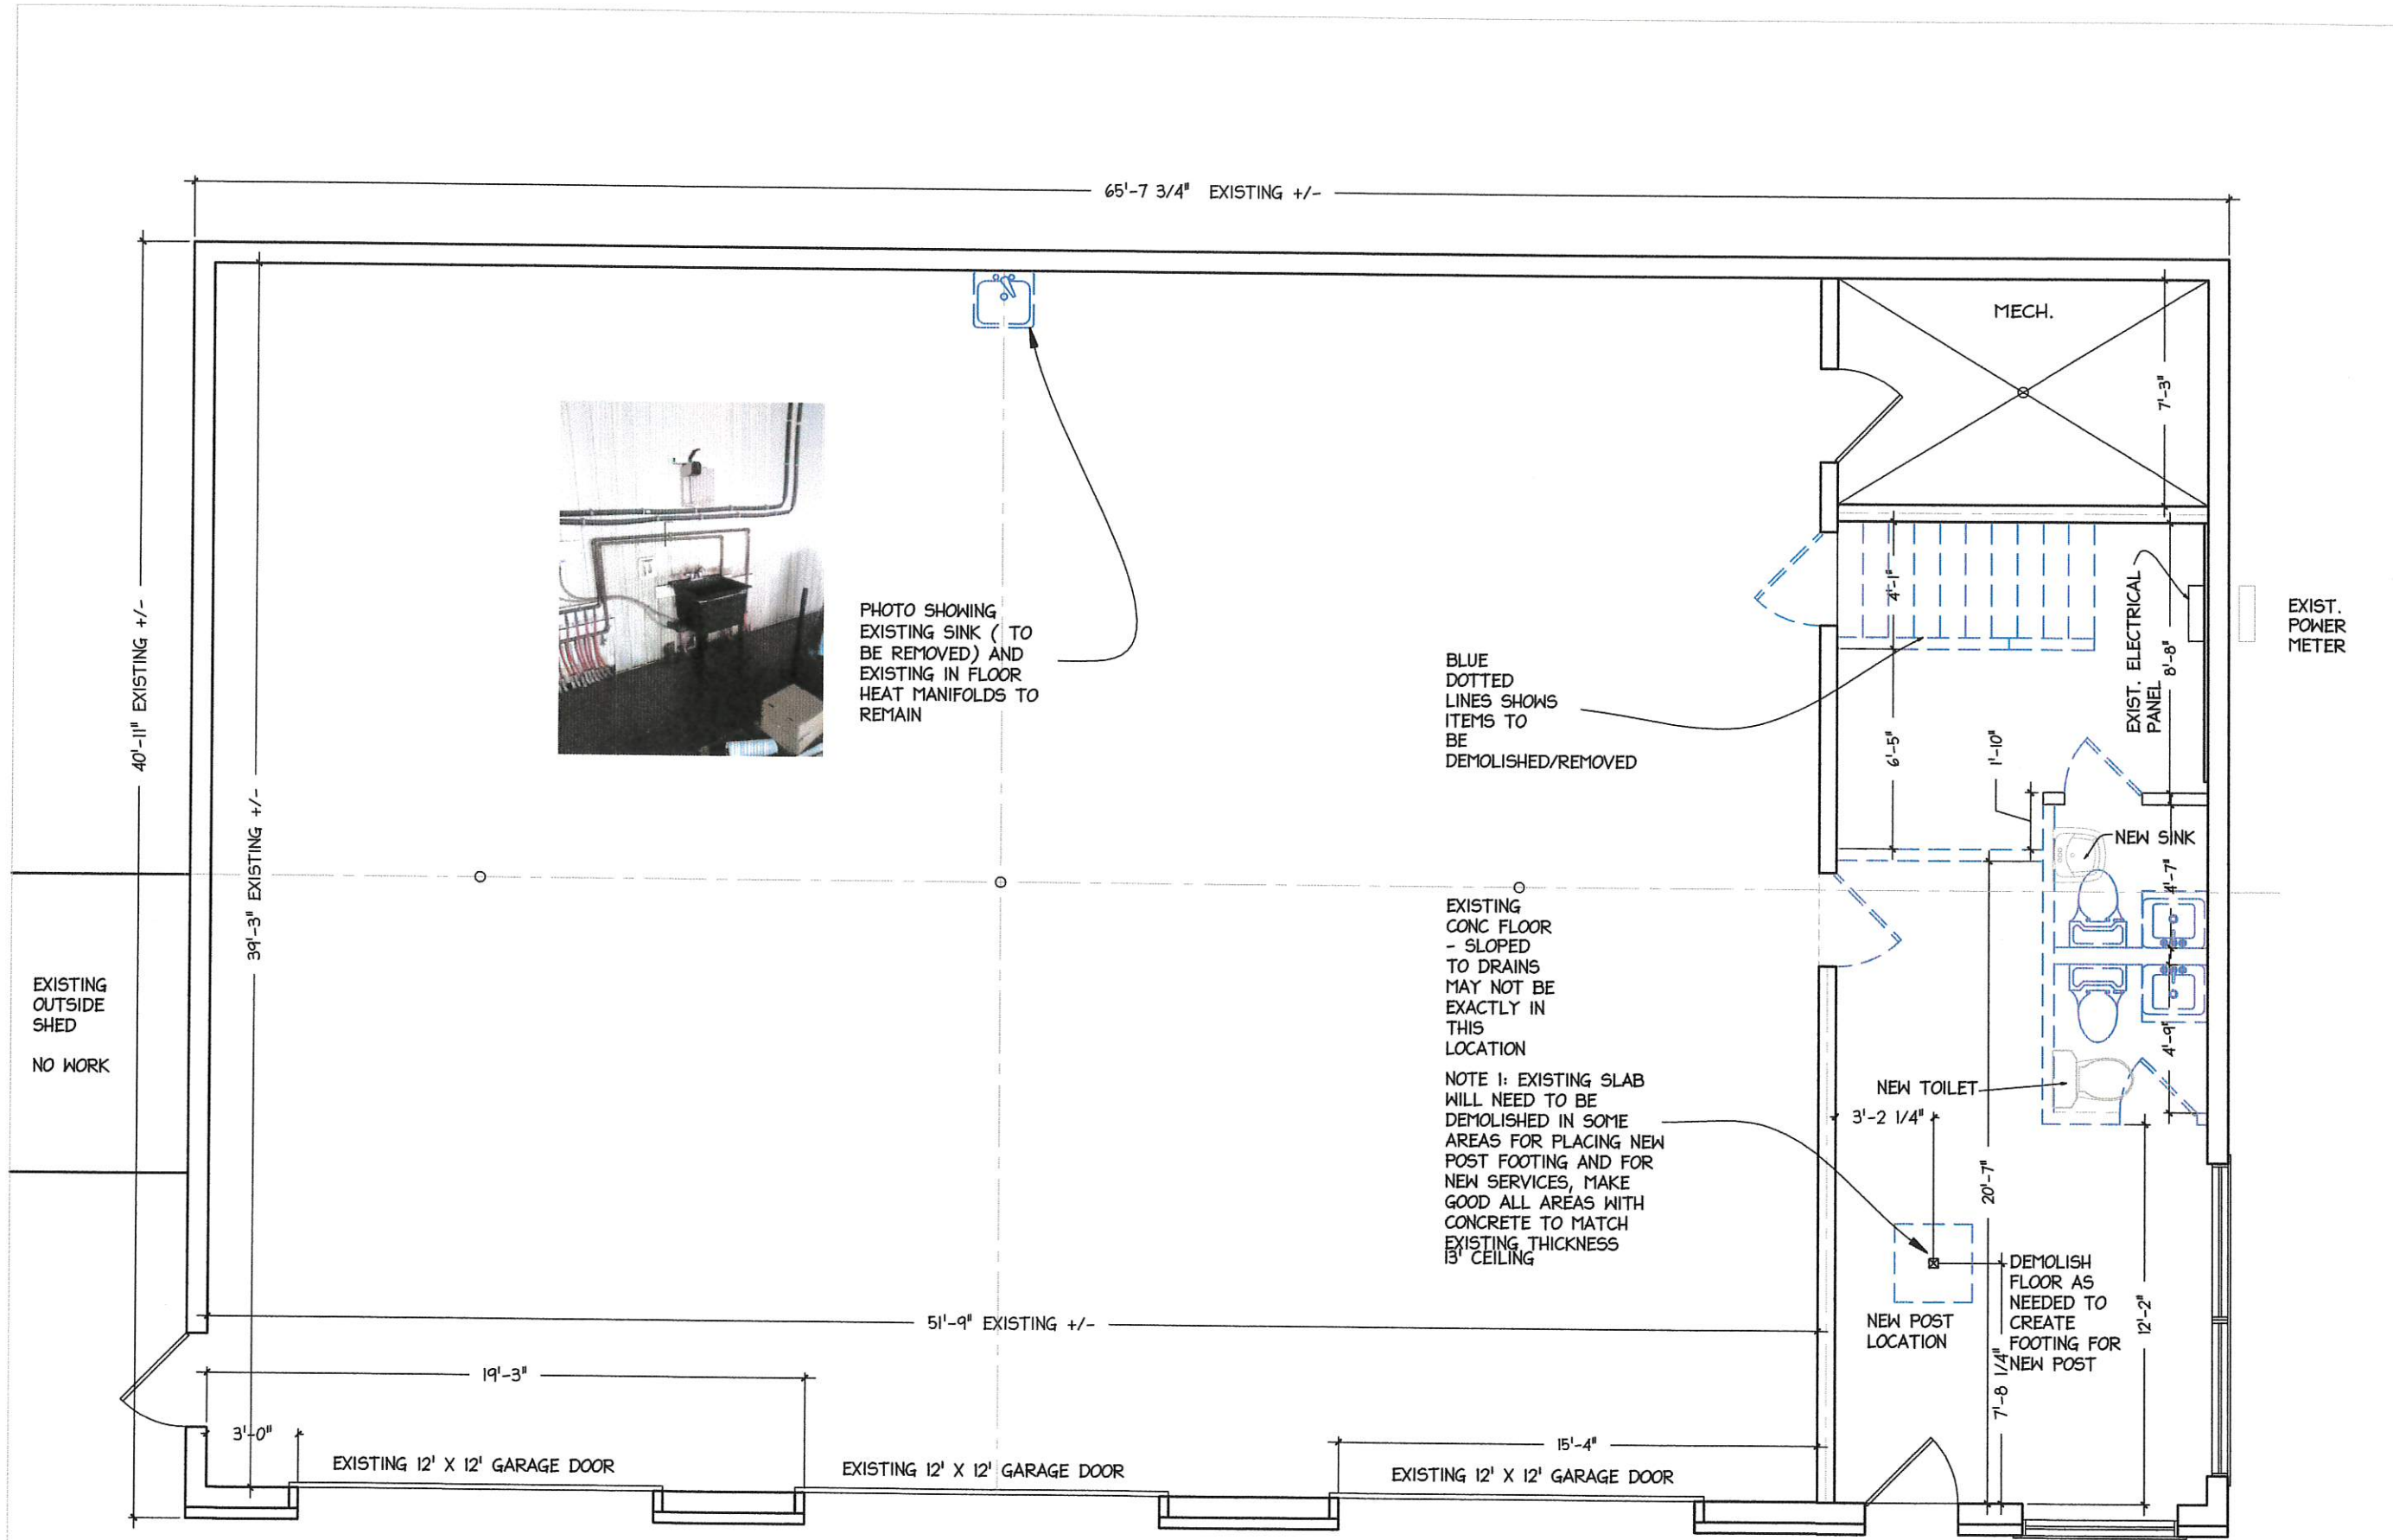 65'-7 3/4" EXISTING +/-
MECH.
7'-3"
40'-11" EXISTING +/-
39'-3" EXISTING +/-
PHOTO SHOWING
EXISTING SINK ( TO
BE REMOVED) AND
EXISTING IN FLOOR
HEAT MANIFOLDS TO
REMAIN
BLUE
DOTTED
LINES SHOWS
ITEMS TO
BE
DEMOLISHED/REMOVED
4'-1"
6'-5"
1'-10"
EXIST. ELECTRICAL
PANEL
8'-8"
EXIST.
POWER
METER
NEW SINK
4'-7"
4'-9"
EXISTING
OUTSIDE
SHED
NO WORK
EXISTING
CONC FLOOR
- SLOPED
TO DRAINS
MAY NOT BE
EXACTLY IN
THIS
LOCATION
NOTE 1: EXISTING SLAB
WILL NEED TO BE
DEMOLISHED IN SOME
AREAS FOR PLACING NEW
POST FOOTING AND FOR
NEW SERVICES, MAKE
GOOD ALL AREAS WITH
CONCRETE TO MATCH
EXISTING THICKNESS
13' CEILING
NEW TOILET
3'-2 1/4"
20'-7"
NEW POST
LOCATION
DEMOLISH
FLOOR AS
NEEDED TO
CREATE
FOOTING FOR
NEW POST
7'-8 1/4"
12'-2"
51'-9" EXISTING +/-
19'-3"
3'-0"
15'-4"
EXISTING 12' X 12' GARAGE DOOR
EXISTING 12' X 12' GARAGE DOOR
EXISTING 12' X 12' GARAGE DOOR